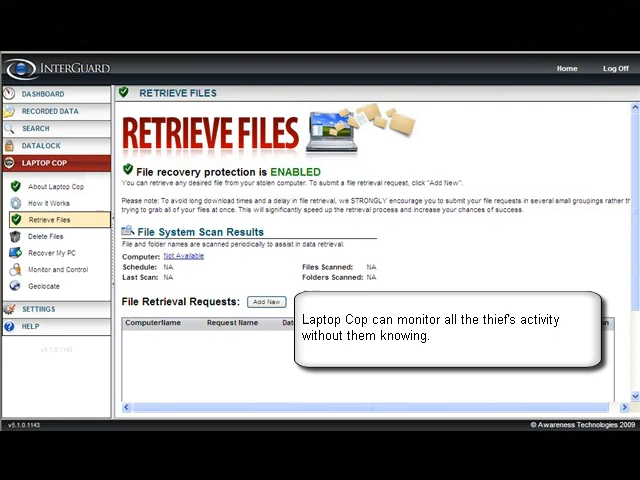 INTERGUARD
Home Log Off
DASHBOARD
RECORDED DATA
SEARCH
DATALOCK
LAPTOP COP
About Laptop Cop
How It Works
Retrieve Files
Delete Files
Recover My PC
Monitor and Control
Geolocate
SETTINGS
HELP
v5.1.0.1143
RETRIEVE FILES
RETRIEVE FILES
File recovery protection is ENABLED
You can retrieve any desired file from your stolen computer. To submit a file retrieval request, click "Add New".
Please note: To avoid long download times and a delay in file retrieval, we STRONGLY encourage you to submit your file requests in several small groupings rather
trying to grab all of your files at once. This will significantly speed up the retrieval process and increase your chances of success.
File System Scan Results
File and folder names are scanned periodically to assist in data retrieval.
Computer: Not Available
Schedule: NA Files Scanned: NA
Last Scan: NA Folders Scanned: NA
File Retrieval Requests: Add New
ComputerName Request Name
Laptop Cop can monitor all the thief's activity
without them knowing.
v5.1.0.1143 © Awareness Technologies 2009